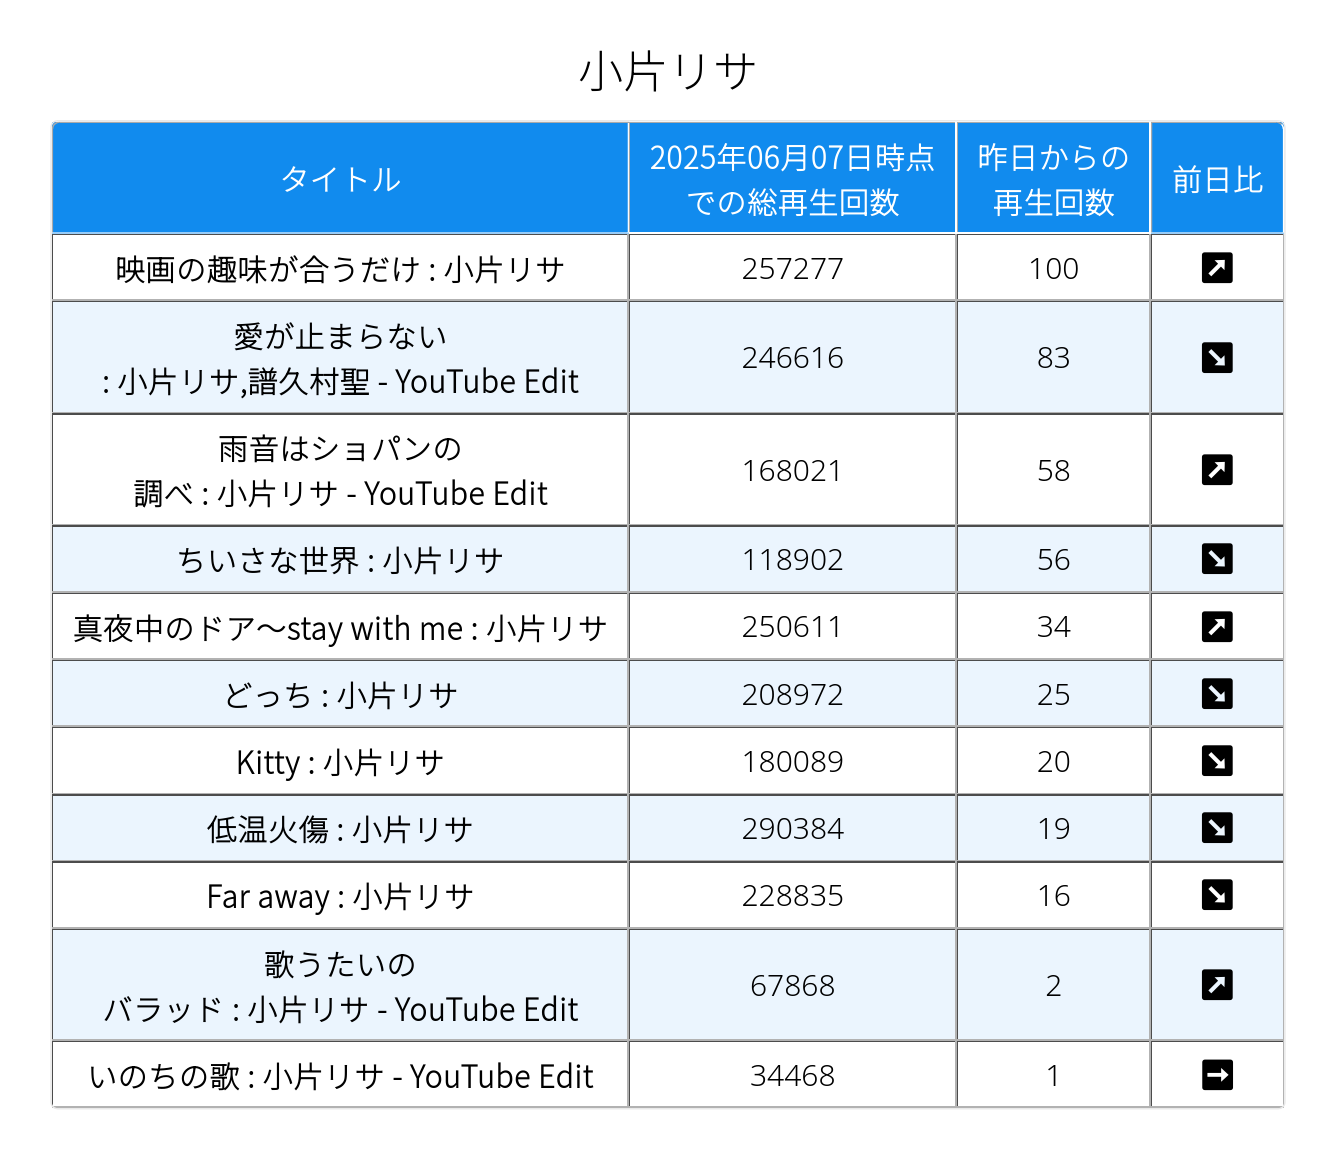 小片リサ
タイトル
2025年06月07日時点
での総再生回数
昨日からの
再生回数
前日比
映画の趣味が合うだけ : 小片リサ
257277
100
愛が止まらない
: 小片リサ,譜久村聖 - YouTube Edit
246616
83
雨音はショパンの
調べ : 小片リサ - YouTube Edit
168021
58
ちいさな世界 : 小片リサ
118902
56
真夜中のドア〜stay with me : 小片リサ
250611
34
どっち : 小片リサ
208972
25
Kitty : 小片リサ
180089
20
低温火傷 : 小片リサ
290384
19
Far away : 小片リサ
228835
16
歌うたいの
バラッド : 小片リサ - YouTube Edit
67868
2
いのちの歌 : 小片リサ - YouTube Edit
34468
1